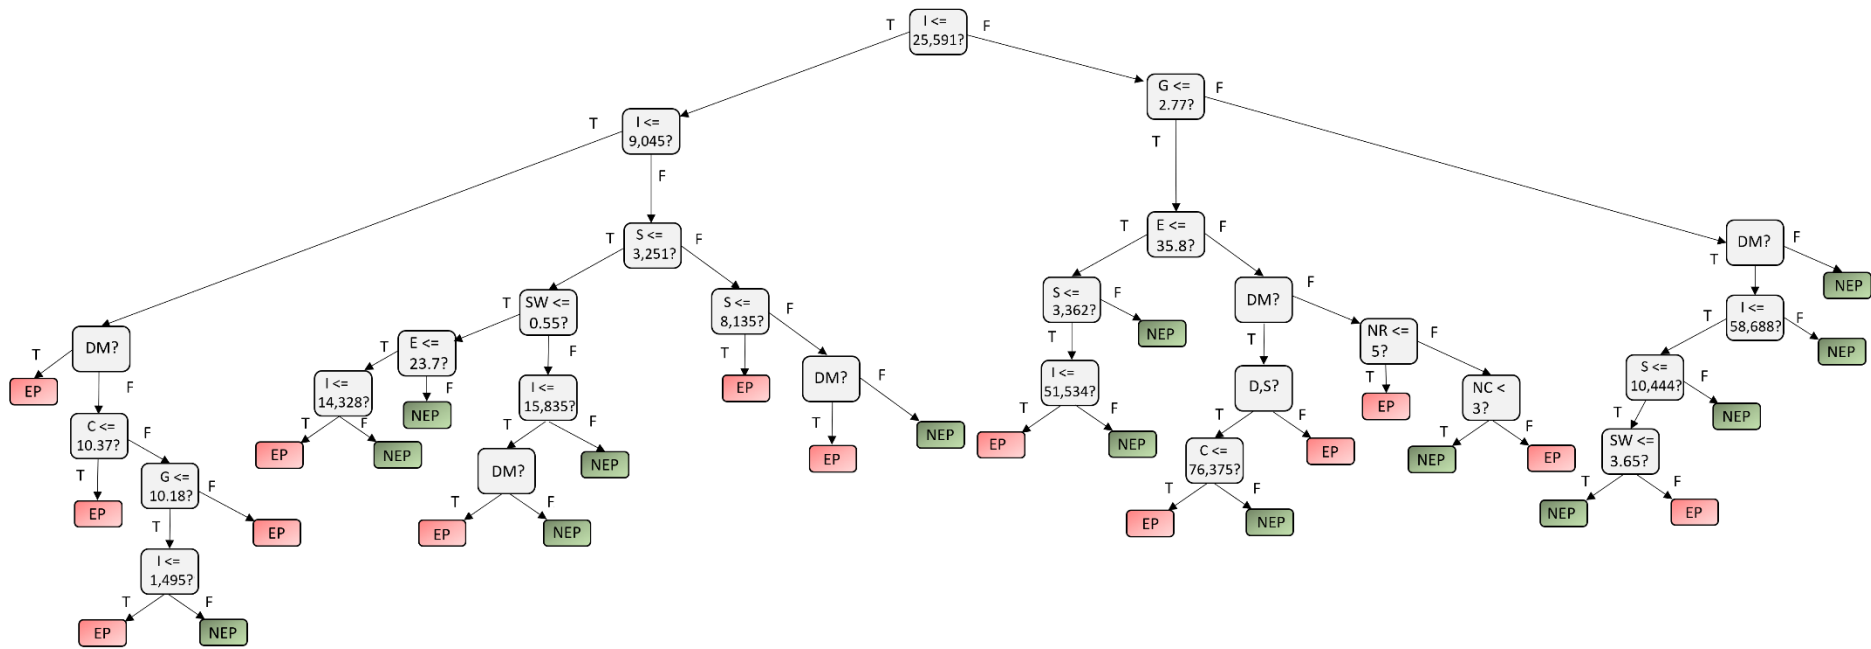 I <=
25,591?
T
F
G <=
2.77?
F
T
I <=
9,045?
T
F
S <=
3,251?
T
F
E <=
35.8?
T
F
DM?
F
T
NEP
SW <=
0.55?
T
F
S <=
8,135?
F
T
S <=
3,362?
F
T
NEP
DM?
F
T
I <=
58,688?
T
F
NEP
DM?
T
F
EP
E <=
23.7?
T
F
NEP
I <=
14,328?
T
F
EP
NEP
I <=
15,835?
T
F
NEP
DM?
T
F
EP
NEP
EP
DM?
F
T
EP
NEP
I <=
51,534?
T
F
EP
NEP
D,S?
T
F
EP
C <=
76,375?
T
F
EP
NEP
NR <=
5?
F
T
EP
NC <
3?
T
F
NEP
EP
S <=
10,444?
F
T
NEP
SW <=
3.65?
T
F
NEP
EP
C <=
10.37?
F
T
EP
G <=
10.18?
F
T
EP
I <=
1,495?
T
F
EP
NEP